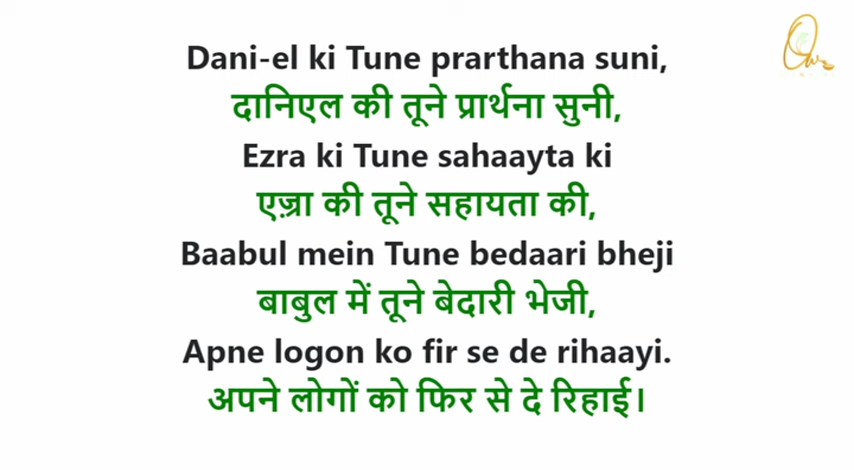 Dani-el ki Tune prarthana suni,
दानिएल की तूने प्रार्थना सुनी,
Ezra ki Tune sahaayta ki
एज़्रा की तूने सहायता की,
Baabul mein Tune bedaari bheji
बाबुल में तूने बेदारी भेजी,
Apne logon ko fir se de rihaayi.
अपने लोगों को फिर से दे रिहाई।